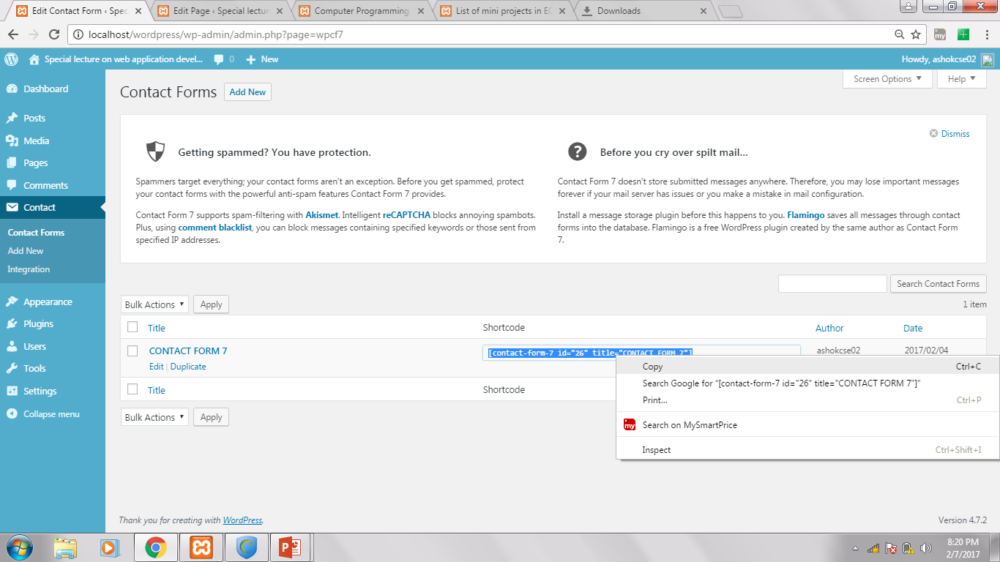 Edit Contact Form ‹ Spec
Edit Page ‹ Special lectur
Computer Programming
List of mini projects in EC
Downloads
localhost/wordpress/wp-admin/admin.php?page=wpcf7
Special lecture on web application devel...
0
New
Howdy, ashokcse02
Dashboard
Posts
Media
Pages
Comments
Contact
Contact Forms
Add New
Integration
Appearance
Plugins
Users
Tools
Settings
Collapse menu
Screen Options
Help
Contact Forms
Add New
Dismiss
Getting spammed? You have protection.
Spammers target everything; your contact forms aren’t an exception. Before you get spammed, protect
your contact forms with the powerful anti-spam features Contact Form 7 provides.
Contact Form 7 supports spam-filtering with Akismet. Intelligent reCAPTCHA blocks annoying spambots.
Plus, using comment blacklist, you can block messages containing specified keywords or those sent from
specified IP addresses.
Before you cry over spilt mail…
Contact Form 7 doesn’t store submitted messages anywhere. Therefore, you may lose important messages
forever if your mail server has issues or you make a mistake in mail configuration.
Install a message storage plugin before this happens to you. Flamingo saves all messages through contact
forms into the database. Flamingo is a free WordPress plugin created by the same author as Contact Form
7.
Search Contact Forms
Bulk Actions
Apply
1 item
Title
Shortcode
Author
Date
CONTACT FORM 7
[contact-form-7 id="26" title="CONTACT FORM 7"]
ashokcse02
2017/02/04
Edit | Duplicate
Title
Shortcode
Bulk Actions
Apply
Copy
Ctrl+C
Search Google for “[contact-form-7 id="26" title="CONTACT FORM 7"]”
Print...
Ctrl+P
my
Search on MySmartPrice
Inspect
Ctrl+Shift+I
Thank you for creating with WordPress.
Version 4.7.2
8:20 PM
2/7/2017